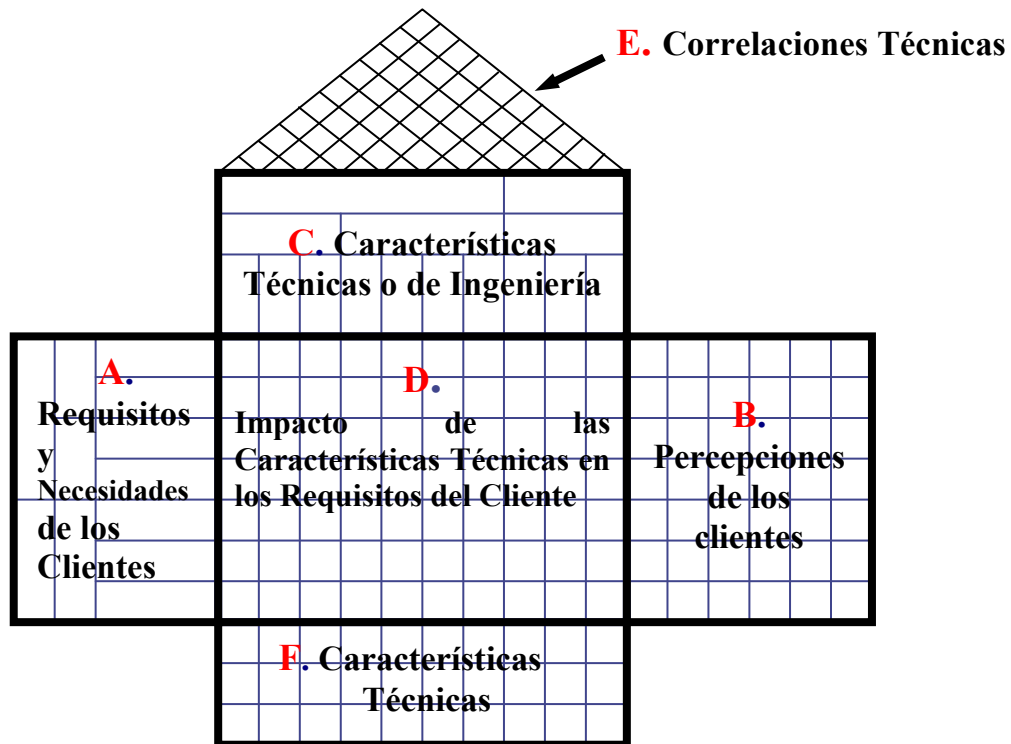 E. Correlaciones Técnicas
C. Características
Técnicas o de Ingeniería
A.
Requisitos
y
Necesidades
de los
Clientes
D.
Impacto de las
Características Técnicas en
los Requisitos del Cliente
B.
Percepciones
de los
clientes
F. Características
Técnicas